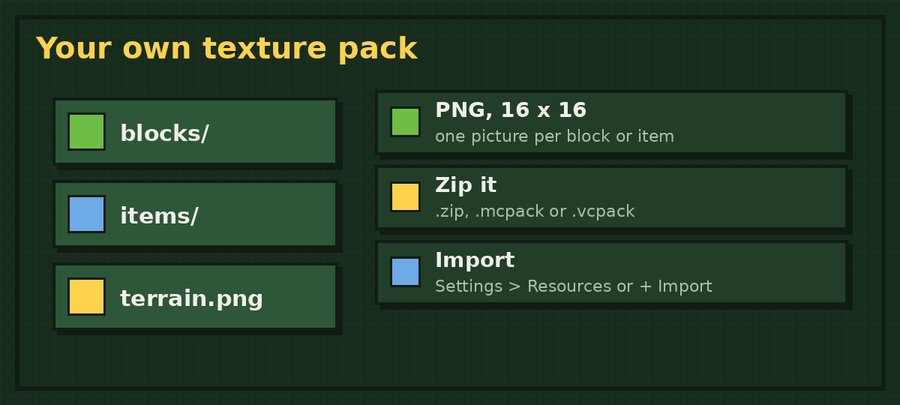 Your own texture pack
blocks/
items/
terrain.png
PNG, 16 x 16
one picture per block or item
Zip it
.zip, .mcpack or .vcpack
Import
Settings > Resources or + Import